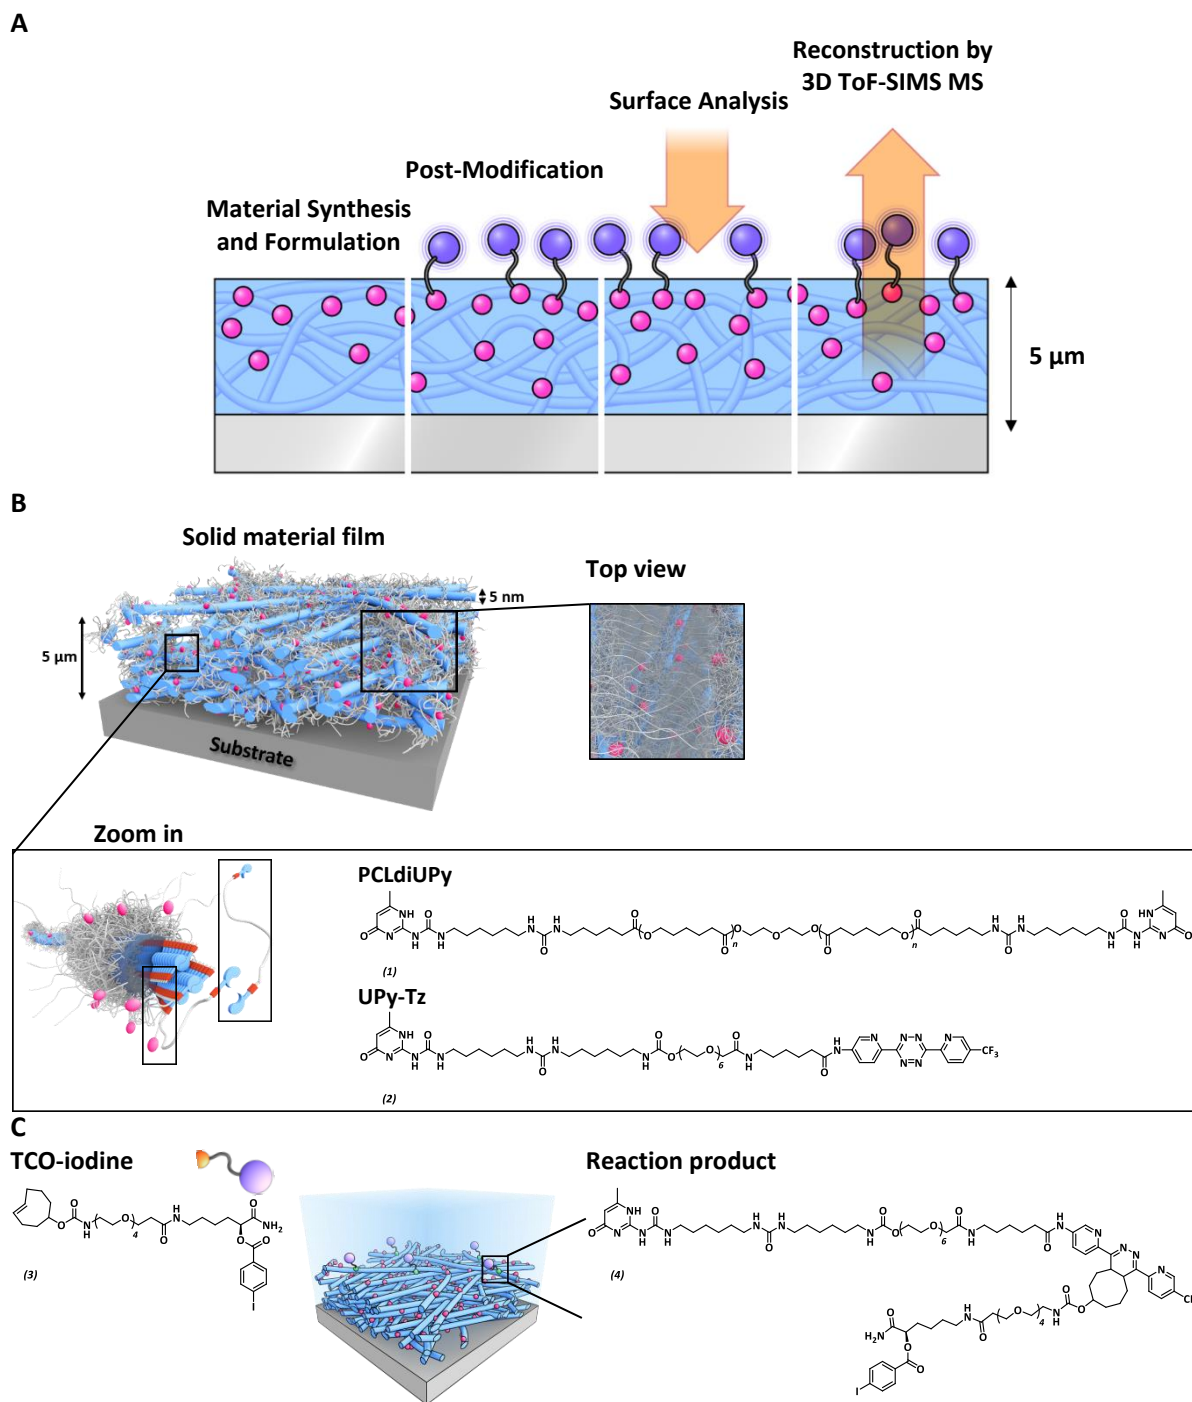 A
Reconstruction by
3D ToF-SIMS MS
Surface Analysis
Post-Modification
Material Synthesis
and Formulation
5 µm
B
Solid material film
Top view
5 nm
5 µm
Substrate
Zoom in
PCLdiUPy
(1)
UPy-Tz
(2)
C
TCO-iodine
Reaction product
(3)
(4)